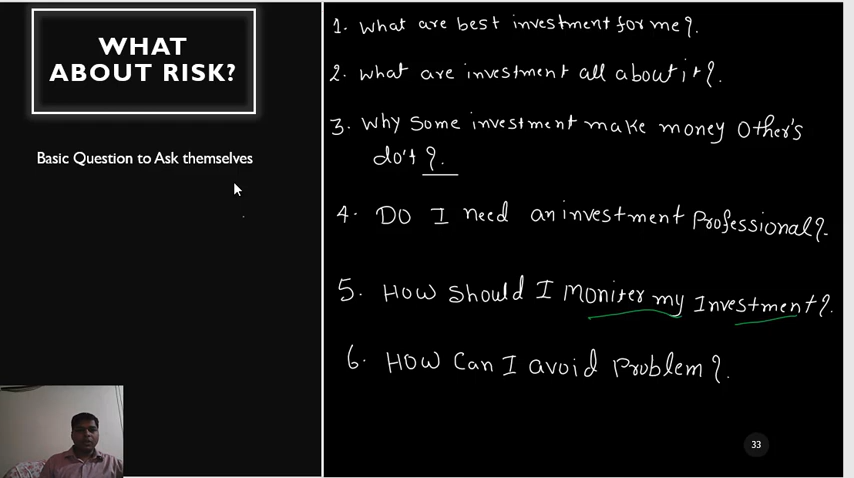 WHAT
ABOUT RISK?
Basic Question to Ask themselves
1. What are best investment for me?.
2. What are investment all about it?.
3. Why some investment make money Other's
do't ?.
4. Do I need an investment Professional?.
5. How Should I Moniter my Investment?.
6. How Can I avoid Problem?.
33